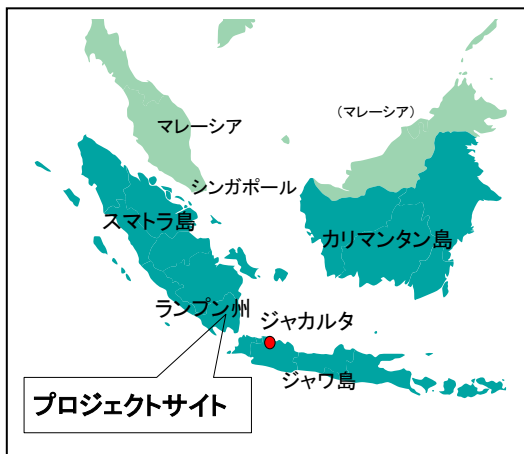 マレーシア
（マレーシア）
シンガポール
スマトラ島
カリマンタン島
ランプン州
ジャカルタ
ジャワ島
プロジェクトサイト